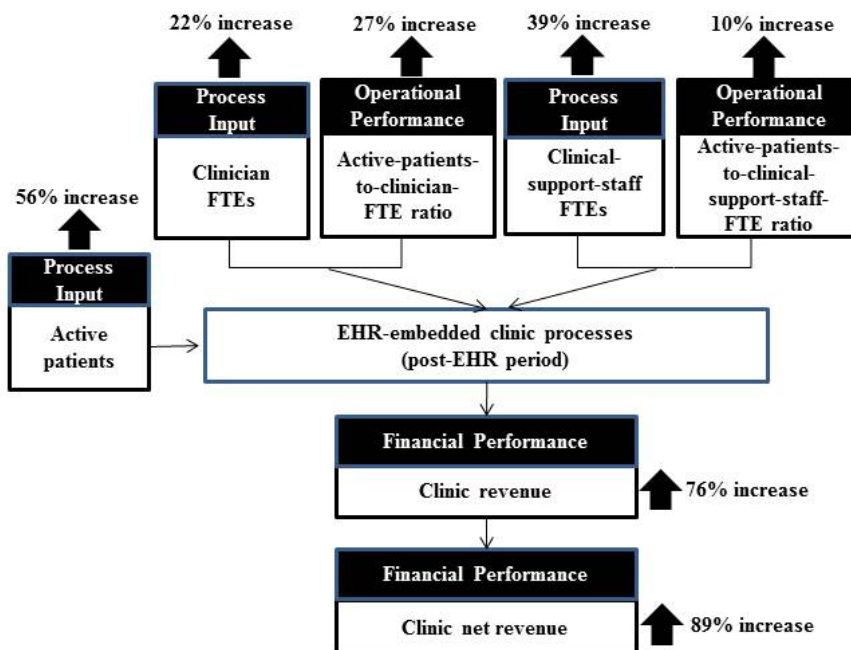 22% increase
27% increase
39% increase
10% increase
Process
Input
Clinician
FTEs
Operational
Performance
Active-patients-
to-clinician-
FTE ratio
Process
Input
Clinical-
support-staff
FTEs
Operational
Performance
Active-patients-
to-clinical-
support-staff-
FTE ratio
56% increase
Process
Input
Active
patients
EHR-embedded clinic processes
(post-EHR period)
Financial Performance
Clinic revenue
76% increase
Financial Performance
Clinic net revenue
89% increase